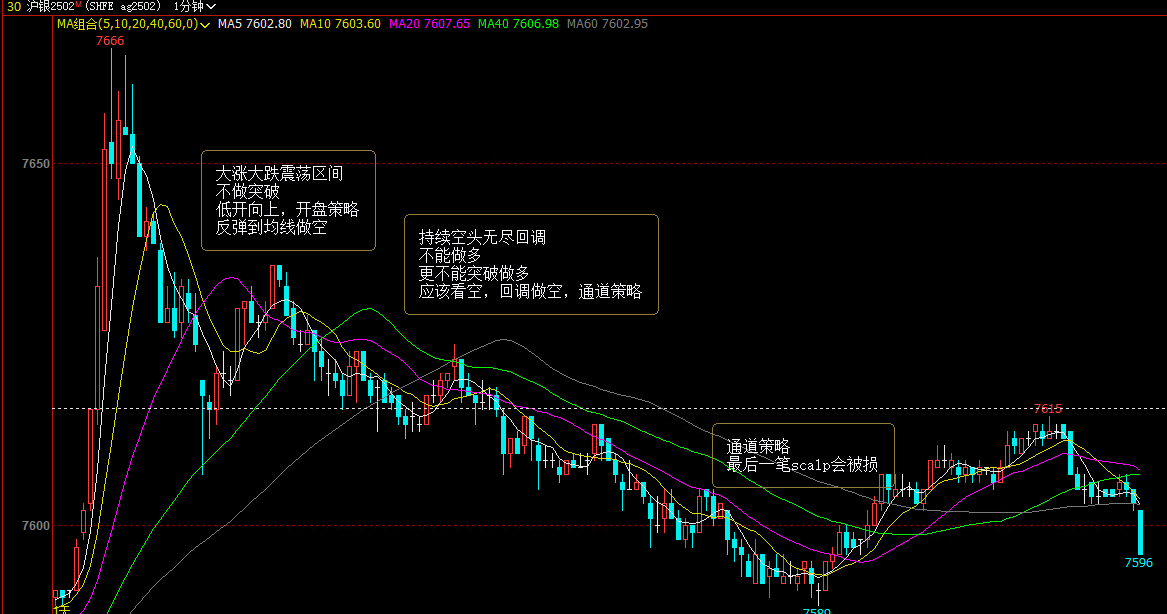 30 沪银2502M (SHFE ag2502) 1分钟
MA组合(5,10,20,40,60,0) MA5 7602.80 MA10 7603.60 MA20 7607.65 MA40 7606.98 MA60 7602.95
7666
7650
大涨大跌震荡区间
不做突破
低开向上，开盘策略
反弹到均线做空
持续空头无尽回调
不能做多
更不能突破做多
应该看空，回调做空，通道策略
7615
通道策略
最后一笔scalp会被损
7600
7596
7589